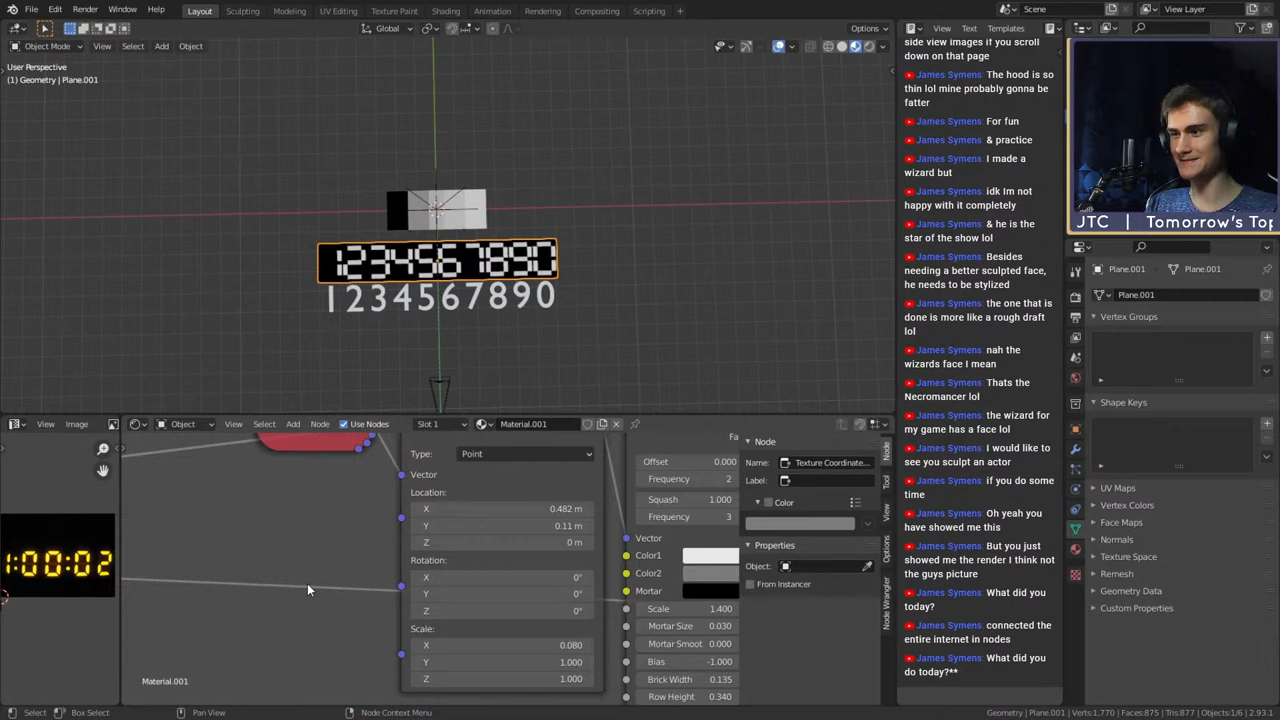 File Edit Render Window Help
Layout Sculpting Modeling UV Editing Texture Paint Shading Animation Rendering Compositing Scripting +
Scene View Layer
Global Options
Object Mode View Select Add Object
User Perspective
(1) Geometry | Plane.001
1234567890
1234567890
View Image
Object View Select Add Node Use Nodes Slot 1 Material.001
1:00:02
Type: Point
Vector
Location:
X 0.482 m
Y 0.11 m
Z 0 m
Rotation:
X 0°
Y 0°
Z 0°
Scale:
X 0.080
Y 1.000
Z 1.000
Material.001
Fa
Offset 0.000
Frequency 2
Squash 1.000
Frequency 3
Vector
Color1
Color2
Mortar
Scale 1.400
Mortar Size 0.030
Mortar Smoot 0.000
Bias -1.000
Brick Width 0.135
Row Height 0.340
Node
Name: Texture Coordinate...
Label:
Color
Properties
Object:
From Instancer
Node
Tool
View
Options
Node Wrangler
View Text Templates
side view images if you scroll
down on that page
James Symens: The hood is so
thin lol mine probably gonna be
fatter
James Symens: For fun
James Symens: & practice
James Symens: I made a
wizard but
James Symens: idk Im not
happy with it completely
James Symens: & he is the
star of the show lol
James Symens: Besides
needing a better sculpted face,
he needs to be stylized
James Symens: the one that is
done is more like a rough draft
lol
James Symens: nah the
wizards face I mean
James Symens: Thats the
Necromancer lol
James Symens: the wizard for
my game has a face lol
James Symens: I would like to
see you sculpt an actor
James Symens: if you do some
time
James Symens: Oh yeah you
have showed me this
James Symens: But you just
showed me the render I think not
the guys picture
James Symens: What did you
today?
James Symens: connected the
entire internet in nodes
James Symens: What did you
do today?**
JTC | Tomorrow's Top
Plane.001 Plane.001
Plane.001
Vertex Groups
Shape Keys
UV Maps
Vertex Colors
Face Maps
Normals
Texture Space
Remesh
Geometry Data
Custom Properties
Select Box Select Pan View Node Context Menu
Geometry | Plane.001 | Verts:1,770 | Faces:875 | Tris:877 | Objects:1/6 | 2.93.1